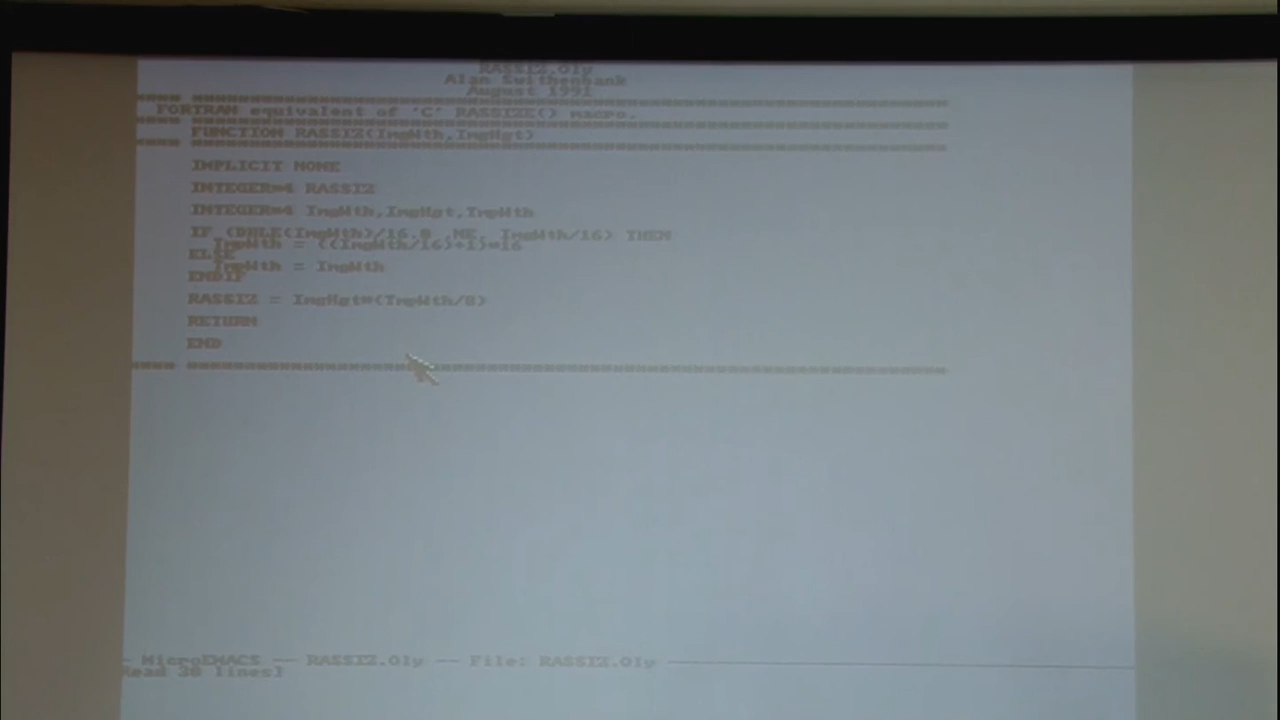 RASSIZ.Oly
Alan Swithenbank
August 1991
FORTRAN equivalent of 'C' RASSIZE() macro.
FUNCTION RASSIZ(ImgWth,ImgHgt)
IMPLICIT NONE
INTEGER*4 RASSIZ
INTEGER*4 ImgWth,ImgHgt,TmpWth
IF (DBLE(ImgWth)/16.0 .NE. ImgWth/16) THEN
TmpWth = ((ImgWth/16)+1)*16
ELSE
TmpWth = ImgWth
ENDIF
RASSIZ = ImgHgt*(TmpWth/8)
RETURN
END
— MicroEMACS — RASSIZ.Oly — File: RASSIZ.Oly
lines]